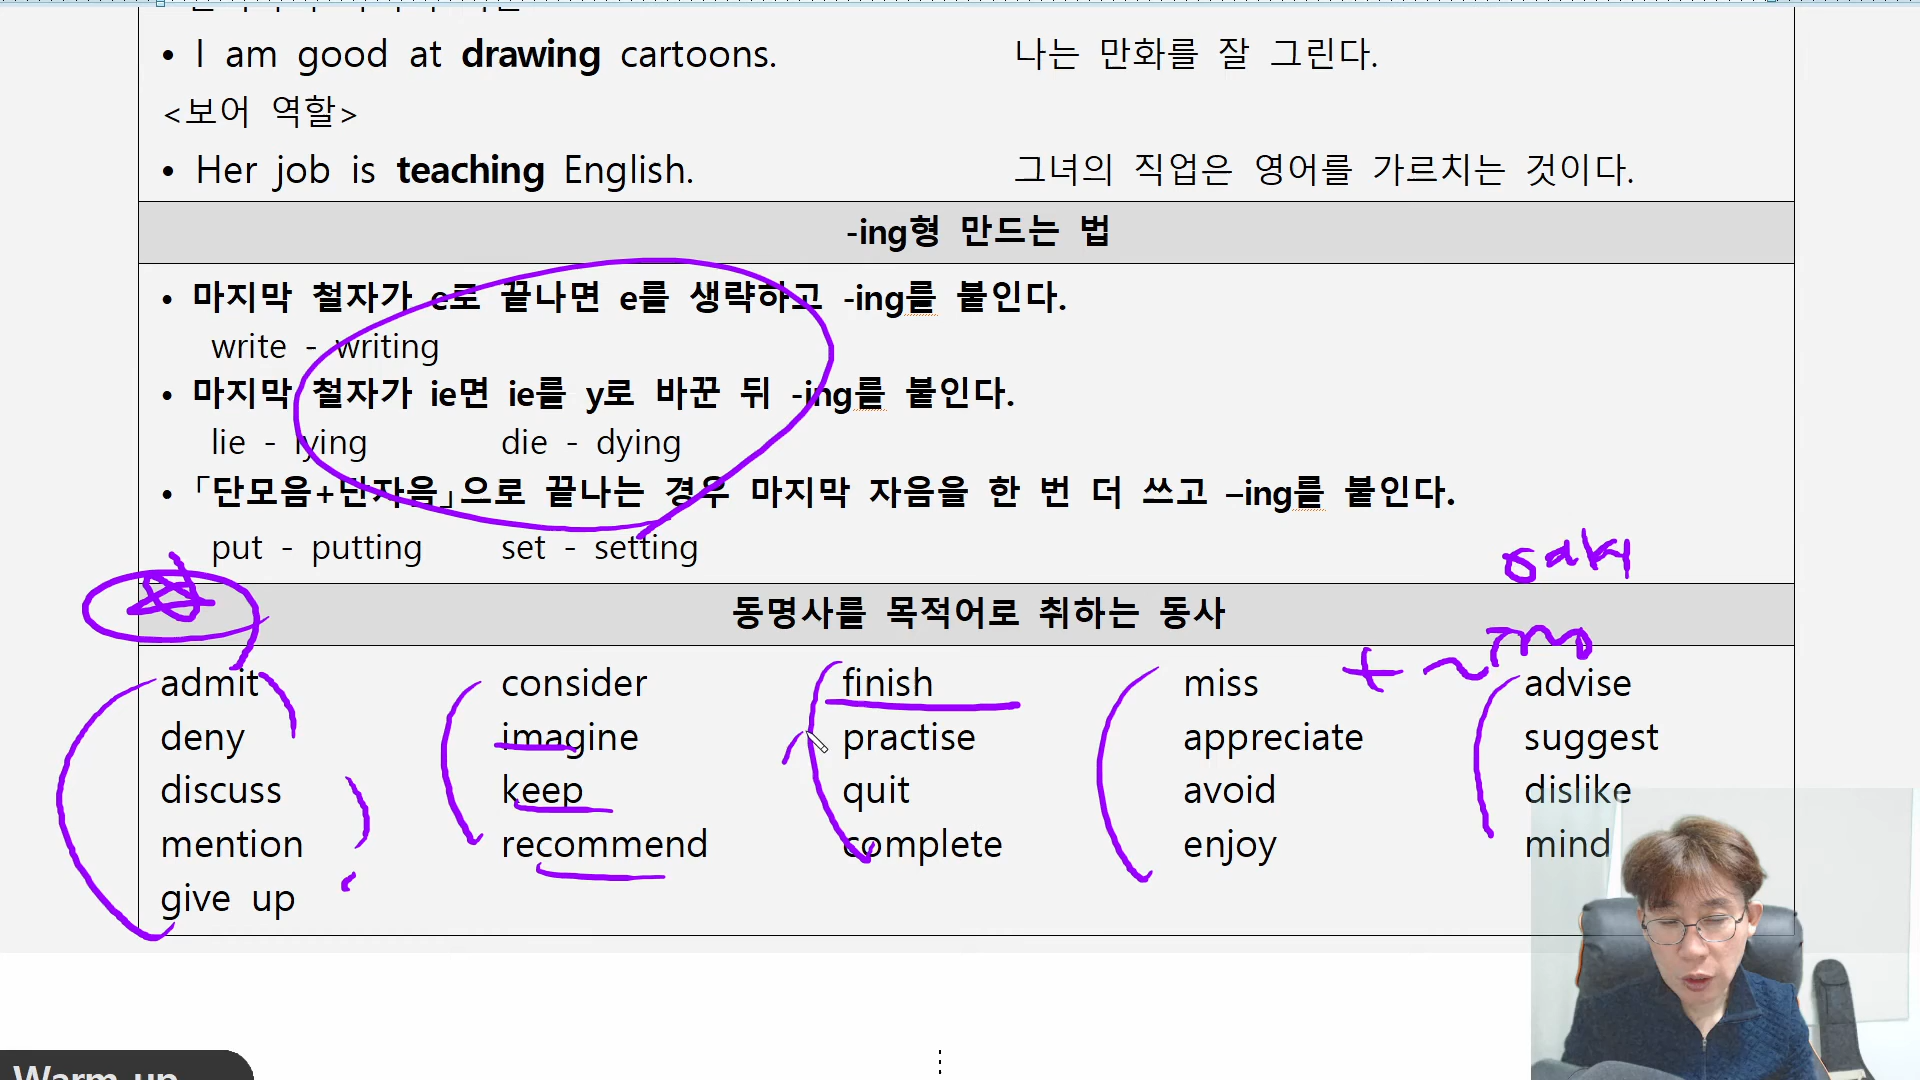 • I am good at drawing cartoons. 나는 만화를 잘 그린다.
<보어 역할>
• Her job is teaching English. 그녀의 직업은 영어를 가르치는 것이다.
-ing형 만드는 법
• 마지막 철자가 e로 끝나면 e를 생략하고 -ing를 붙인다.
write - writing
• 마지막 철자가 ie면 ie를 y로 바꾼 뒤 -ing를 붙인다.
lie - lying die - dying
• 「단모음+단자음」으로 끝나는 경우 마지막 자음을 한 번 더 쓰고 –ing를 붙인다.
put - putting set - setting
동명사를 목적어로 취하는 동사
admit consider finish miss advise
deny imagine practise appreciate suggest
discuss keep quit avoid dislike
mention recommend complete enjoy mind
give up
Warm-up